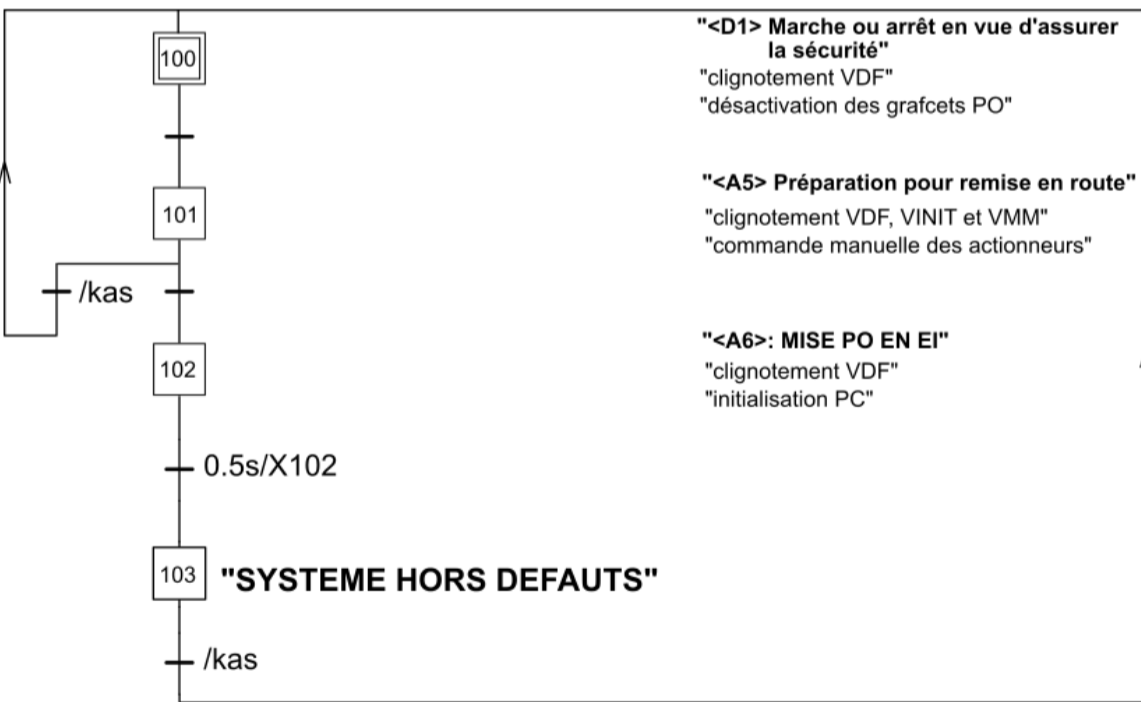 100
"<D1> Marche ou arrêt en vue d'assurer
la sécurité"
"clignotement VDF"
"désactivation des grafcets PO"
101
"<A5> Préparation pour remise en route"
"clignotement VDF, VINIT et VMM"
"commande manuelle des actionneurs"
/kas
102
"<A6>: MISE PO EN EI"
"clignotement VDF"
"initialisation PC"
0.5s/X102
103
"SYSTEME HORS DEFAUTS"
/kas